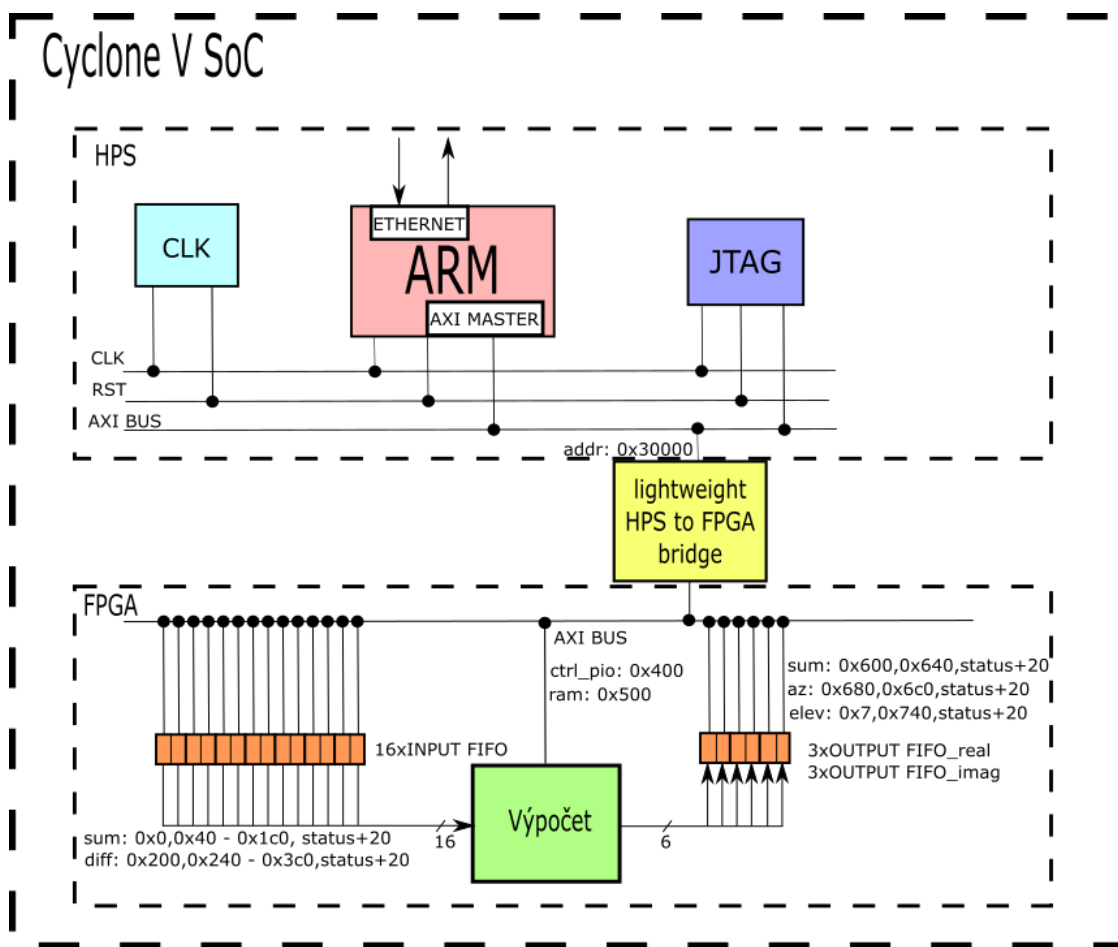 Cyclone V SoC
HPS
CLK
ETHERNET
ARM
AXI MASTER
JTAG
CLK
RST
AXI BUS
addr: 0x30000
lightweight
HPS to FPGA
bridge
FPGA
AXI BUS
ctrl_pio: 0x400
ram: 0x500
sum: 0x600,0x640,status+20
az: 0x680,0x6c0,status+20
elev: 0x7,0x740,status+20
16xINPUT FIFO
3xOUTPUT FIFO_real
3xOUTPUT FIFO_imag
Výpočet
sum: 0x0,0x40 - 0x1c0, status+20
diff: 0x200,0x240 - 0x3c0,status+20
16
6